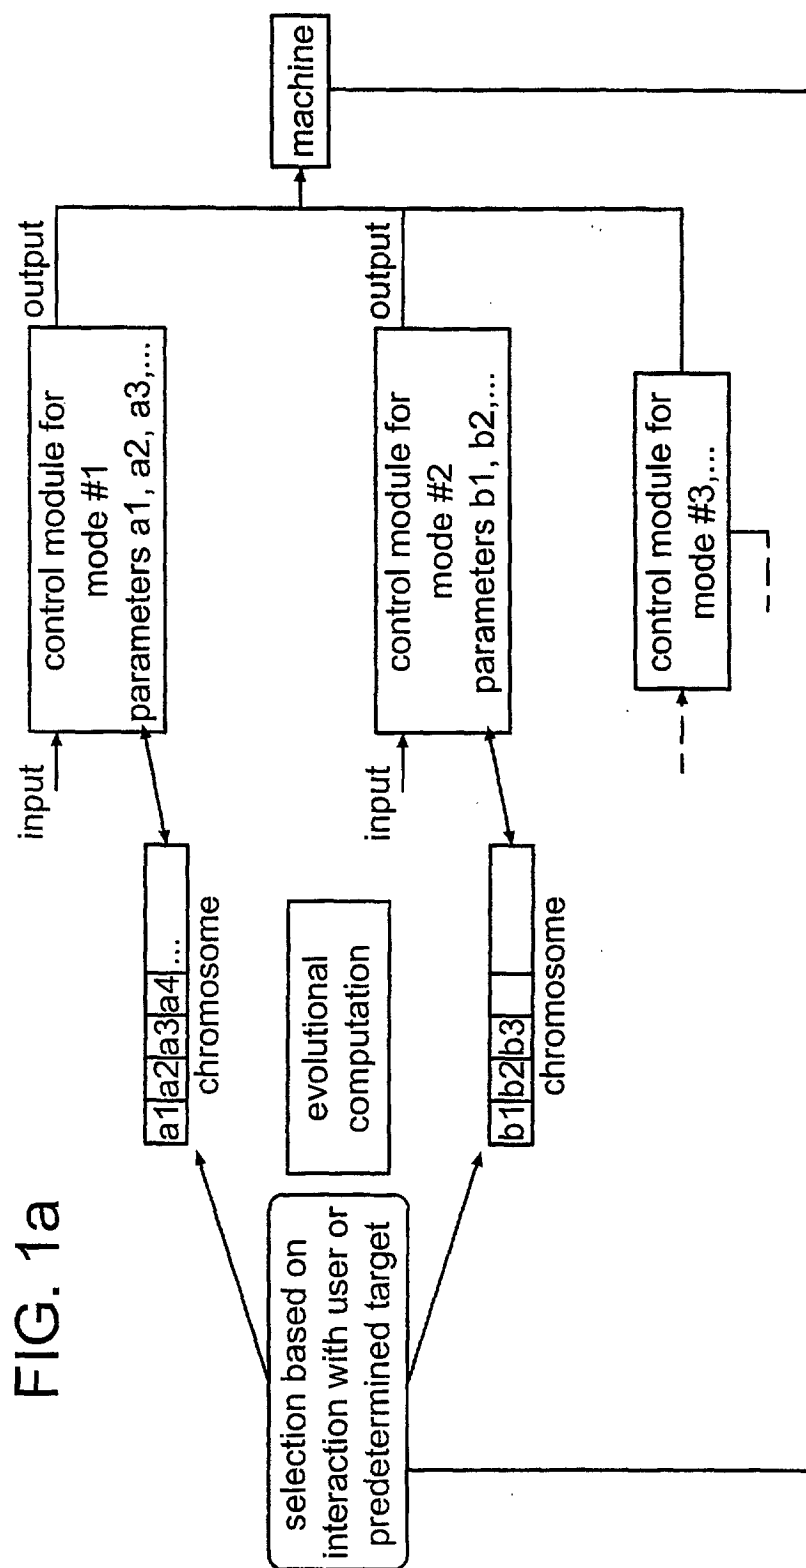 FIG. 1a
selection based on
interaction with user or
predetermined target
a1 a2 a3 a4 ...
chromosome
evolutional
computation
b1 b2 b3
chromosome
input
control module for
mode #1
parameters a1, a2, a3,...
output
input
control module for
mode #2
parameters b1, b2,...
output
control module for
mode #3,...
machine